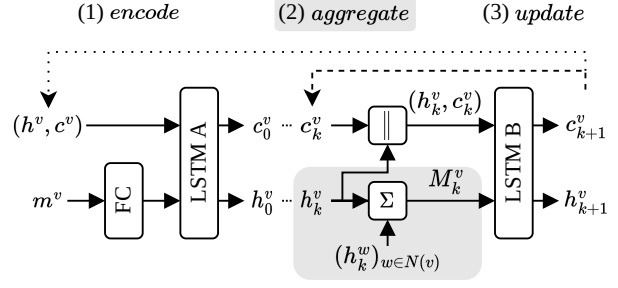 (1) encode (2) aggregate (3) update
(h^v, c^v) LSTM A c_0^v ··· c_k^v || (h_k^v, c_k^v) LSTM B c_{k+1}^v
m^v FC h_0^v ··· h_k^v Σ M_k^v h_{k+1}^v
(h_k^w)_{w∈N(v)}